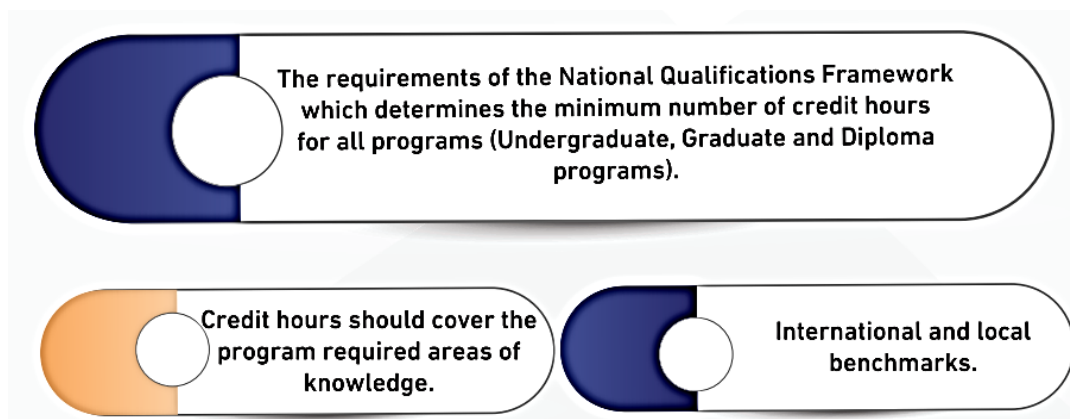 The requirements of the National Qualifications Framework
which determines the minimum number of credit hours
for all programs (Undergraduate, Graduate and Diploma
programs).
Credit hours should cover the
program required areas of
knowledge.
International and local
benchmarks.